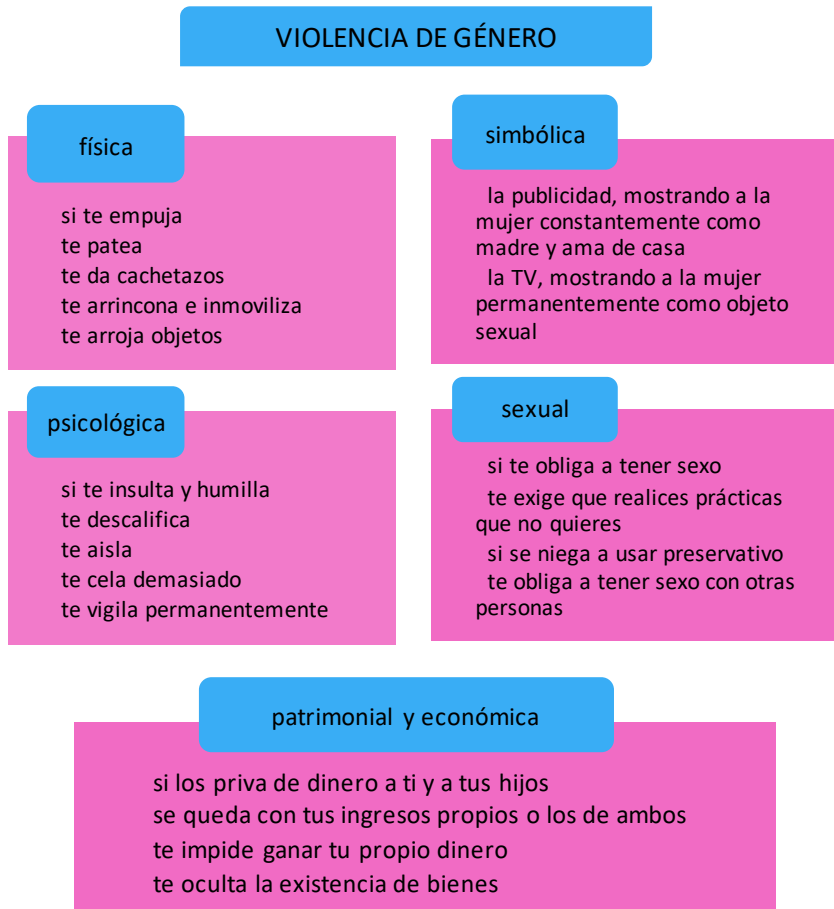 VIOLENCIA DE GÉNERO
física
si te empuja
te patea
te da cachetazos
te arrincona e inmoviliza
te arroja objetos
simbólica
la publicidad, mostrando a la
mujer constantemente como
madre y ama de casa
la TV, mostrando a la mujer
permanentemente como objeto
sexual
psicológica
si te insulta y humilla
te descalifica
te aisla
te cela demasiado
te vigila permanentemente
sexual
si te obliga a tener sexo
te exige que realices prácticas
que no quieres
si se niega a usar preservativo
te obliga a tener sexo con otras
personas
patrimonial y económica
si los priva de dinero a ti y a tus hijos
se queda con tus ingresos propios o los de ambos
te impide ganar tu propio dinero
te oculta la existencia de bienes